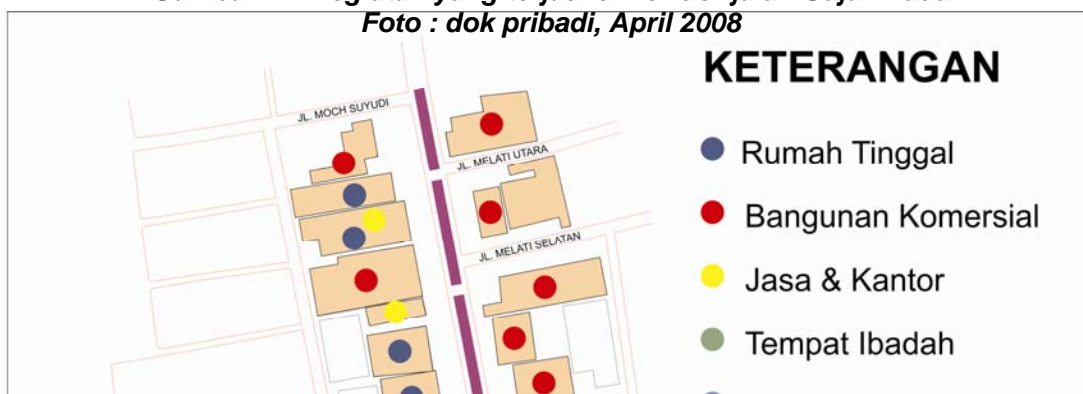 Foto : dok pribadi, April 2008
KETERANGAN
JL. MOCH SUYUDI
Rumah Tinggal
JL. MELATI UTARA
Bangunan Komersial
JL. MELATI SELATAN
Jasa & Kantor
Tempat Ibadah